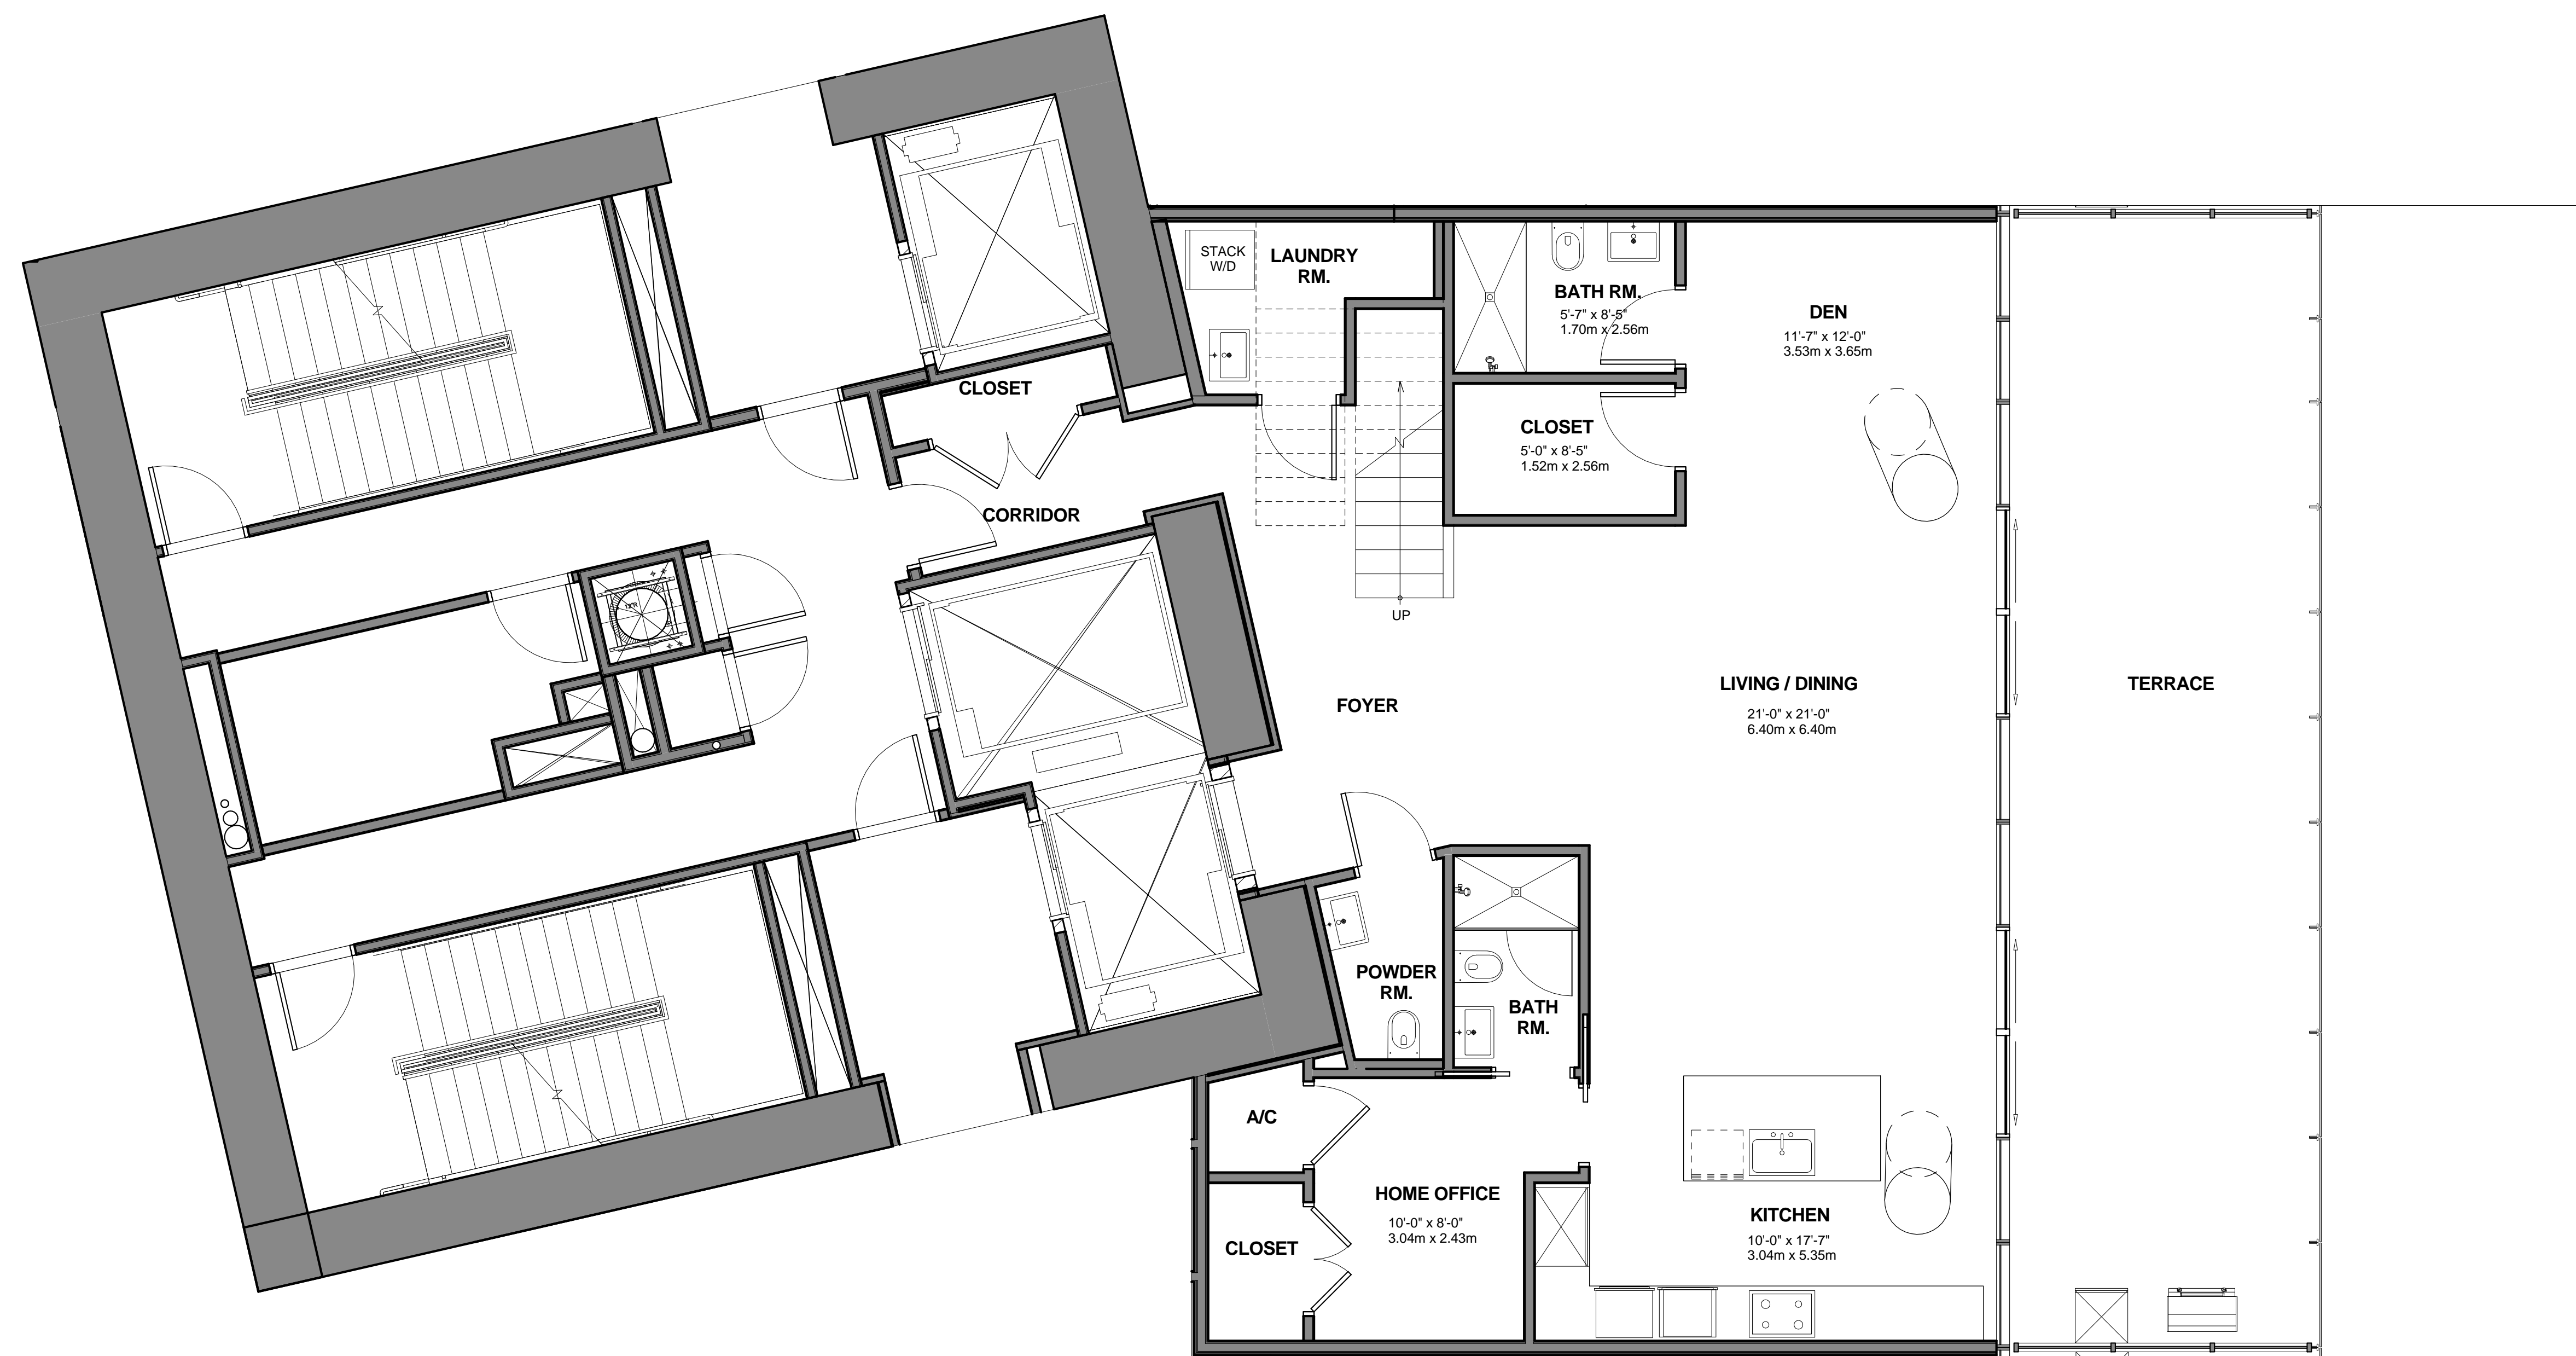 STACK
W/D
LAUNDRY
RM.
BATH RM.
5'-7" x 8'-5"
1.70m x 2.56m
DEN
11'-7" x 12'-0"
3.53m x 3.65m
CLOSET
CLOSET
5'-0" x 8'-5"
1.52m x 2.56m
CORRIDOR
UP
FOYER
LIVING / DINING
21'-0" x 21'-0"
6.40m x 6.40m
TERRACE
POWDER
RM.
BATH
RM.
A/C
HOME OFFICE
10'-0" x 8'-0"
3.04m x 2.43m
CLOSET
KITCHEN
10'-0" x 17'-7"
3.04m x 5.35m